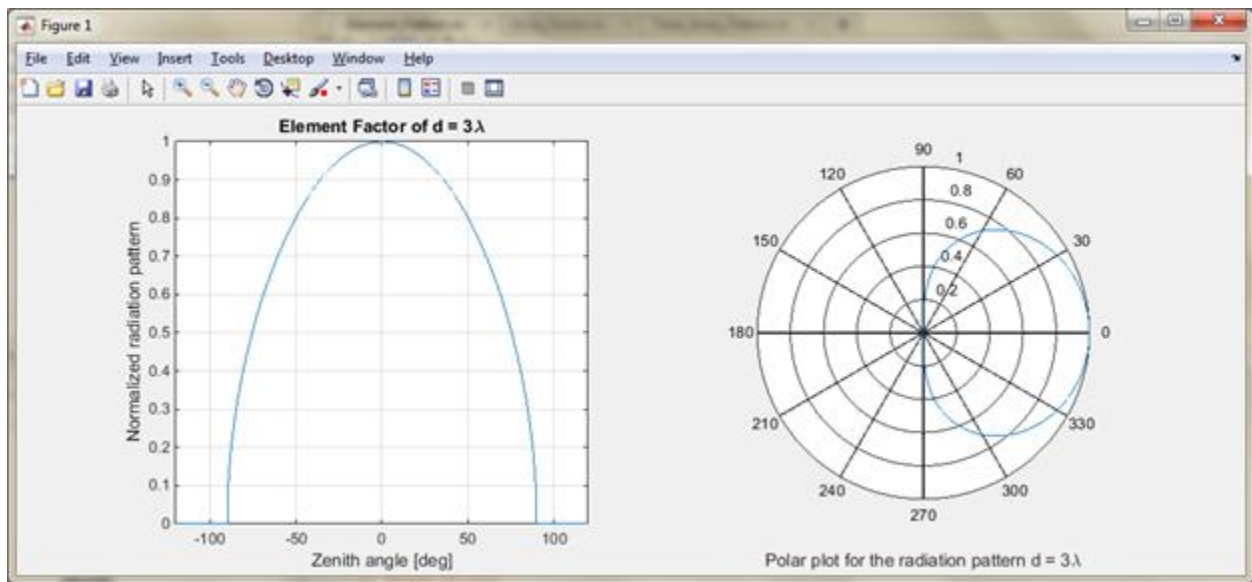 Figure 1
File Edit View Insert Tools Desktop Window Help
Element Factor of d = 3λ
Normalized radiation pattern
1
0.9
0.8
0.7
0.6
0.5
0.4
0.3
0.2
0.1
0
-100 -50 0 50 100
Zenith angle [deg]
90
120 1 60
0.8
0.6
150 30
0.4
0.2
180 0
210 330
240 300
270
Polar plot for the radiation pattern d = 3λ